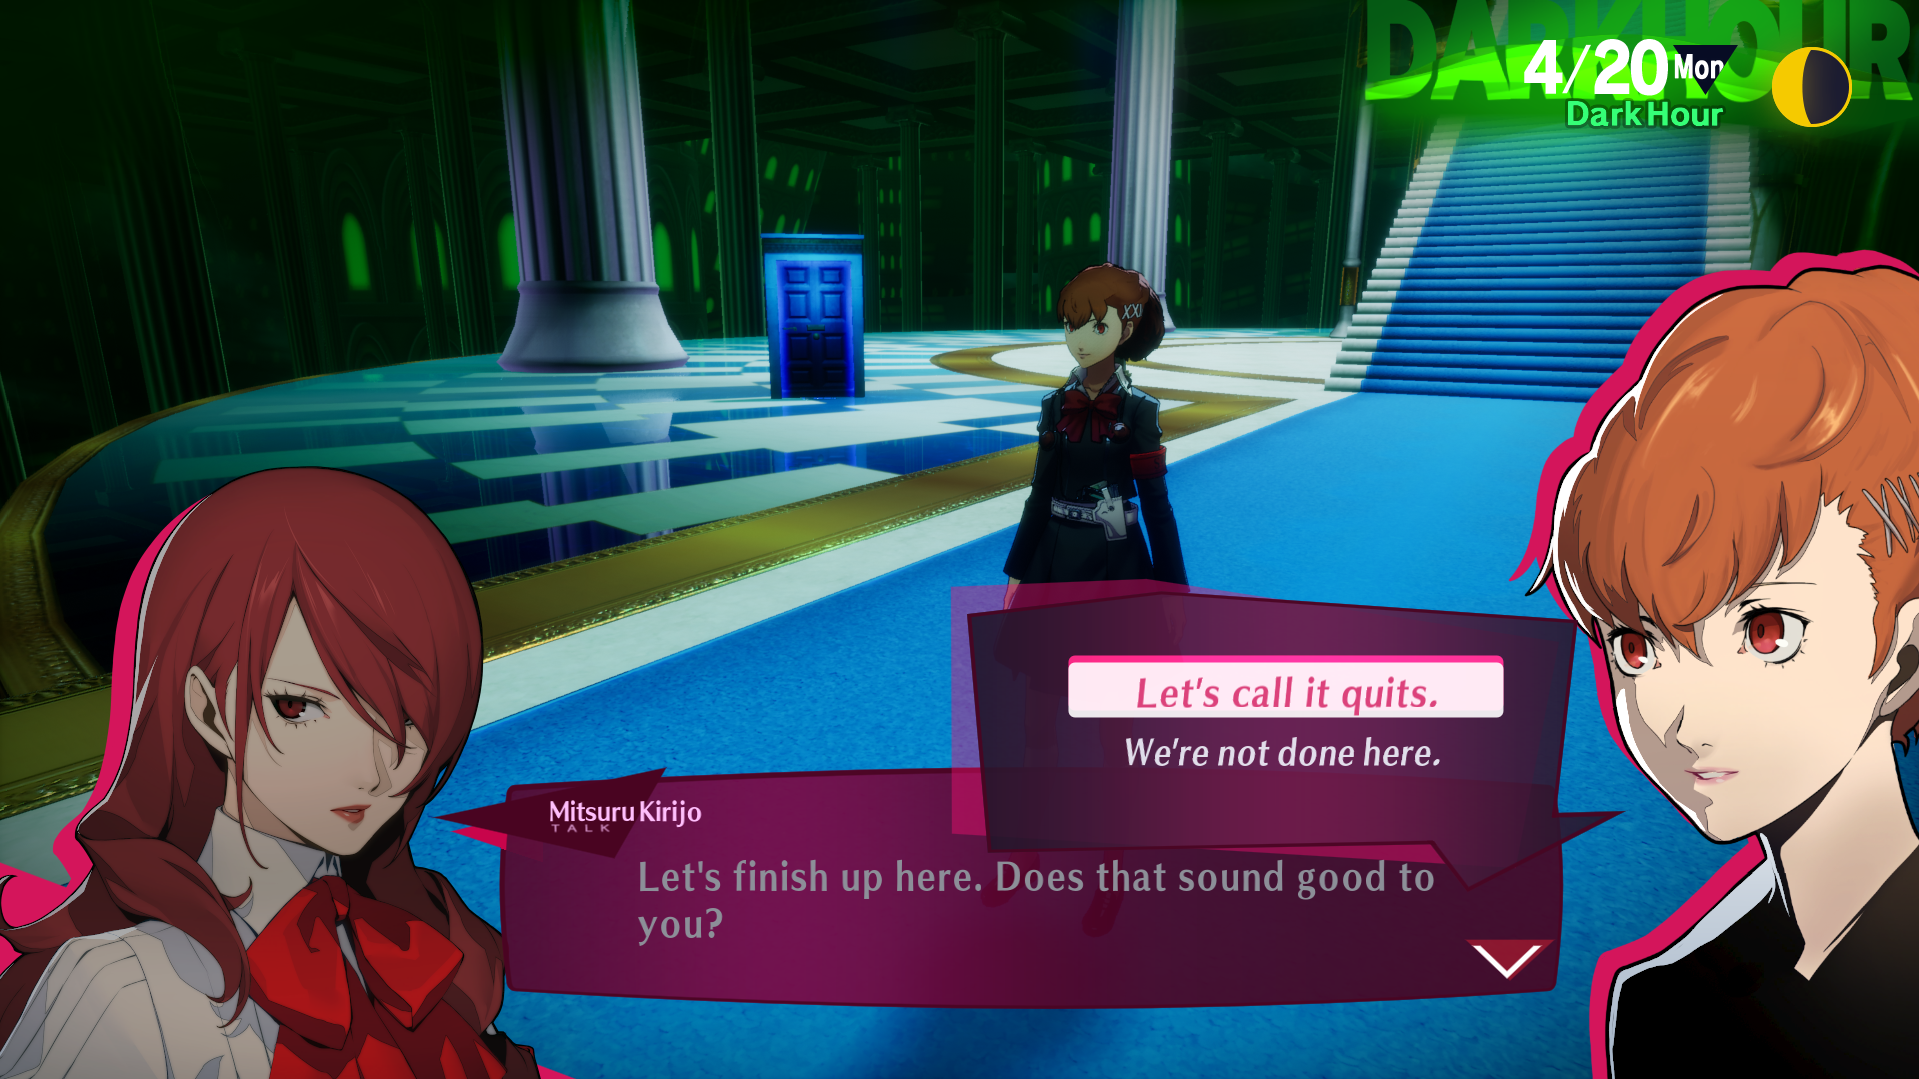 DARK HOUR
4/20 Mon
Dark Hour
XXI
Let's call it quits.
We're not done here.
Mitsuru Kirijo
TALK
Let's finish up here. Does that sound good to
you?